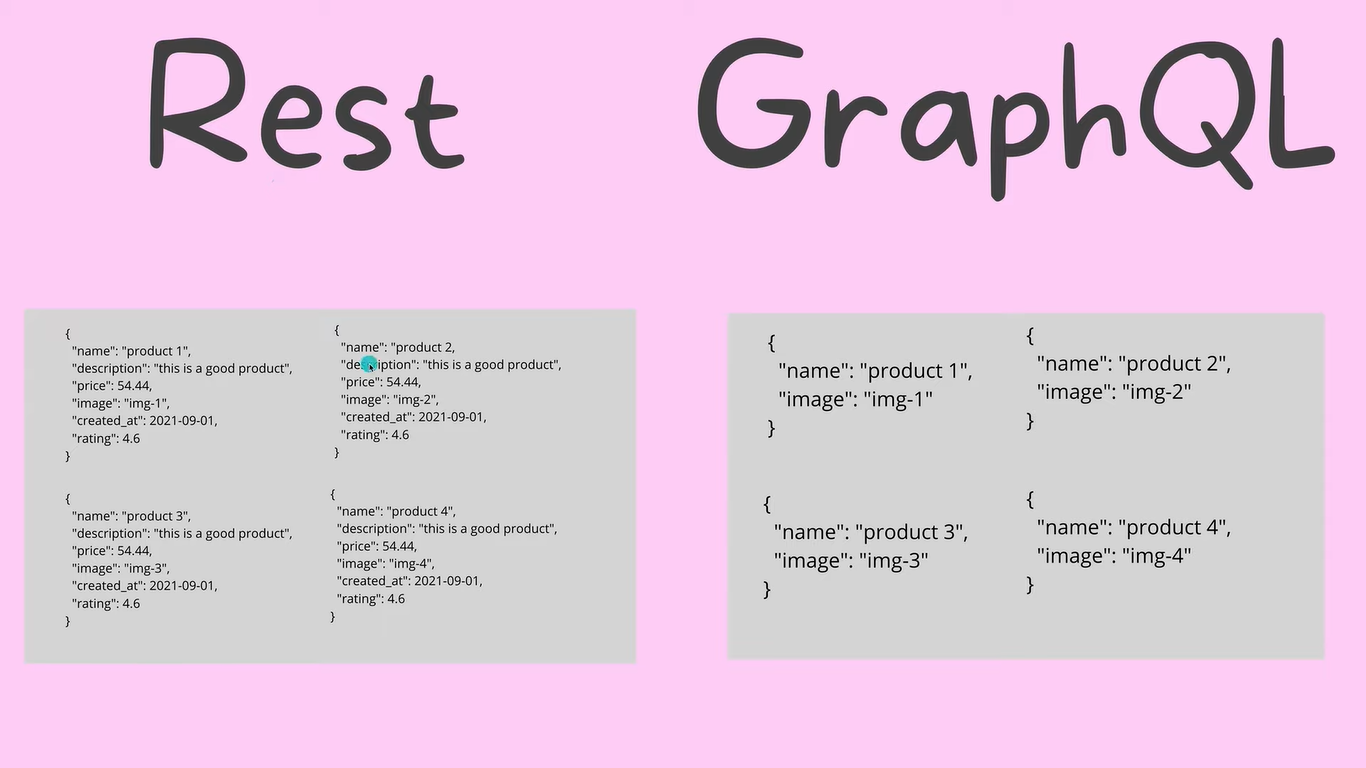 Rest
{
"name": "product 1",
"description": "this is a good product",
"price": 54.44,
"image": "img-1",
"created_at": 2021-09-01,
"rating": 4.6
}
{
"name": "product 2,
"description": "this is a good product",
"price": 54.44,
"image": "img-2",
"created_at": 2021-09-01,
"rating": 4.6
}
{
"name": "product 3",
"description": "this is a good product",
"price": 54.44,
"image": "img-3",
"created_at": 2021-09-01,
"rating": 4.6
}
{
"name": "product 4",
"description": "this is a good product",
"price": 54.44,
"image": "img-4",
"created_at": 2021-09-01,
"rating": 4.6
}
GraphQL
{
"name": "product 1",
"image": "img-1"
}
{
"name": "product 2",
"image": "img-2"
}
{
"name": "product 3",
"image": "img-3"
}
{
"name": "product 4",
"image": "img-4"
}